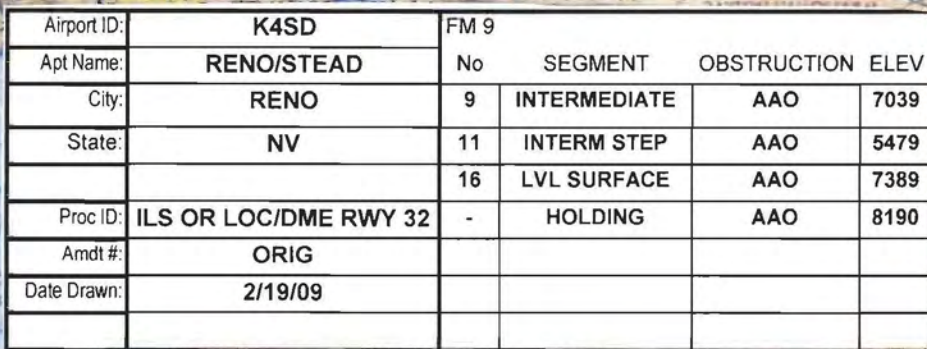 Airport ID: K4SD FM 9
Apt Name: RENO/STEAD No SEGMENT OBSTRUCTION ELEV
City: RENO 9 INTERMEDIATE AAO 7039
State: NV 11 INTERM STEP AAO 5479
16 LVL SURFACE AAO 7389
Proc ID: ILS OR LOC/DME RWY 32 - HOLDING AAO 8190
Amdt #: ORIG
Date Drawn: 2/19/09